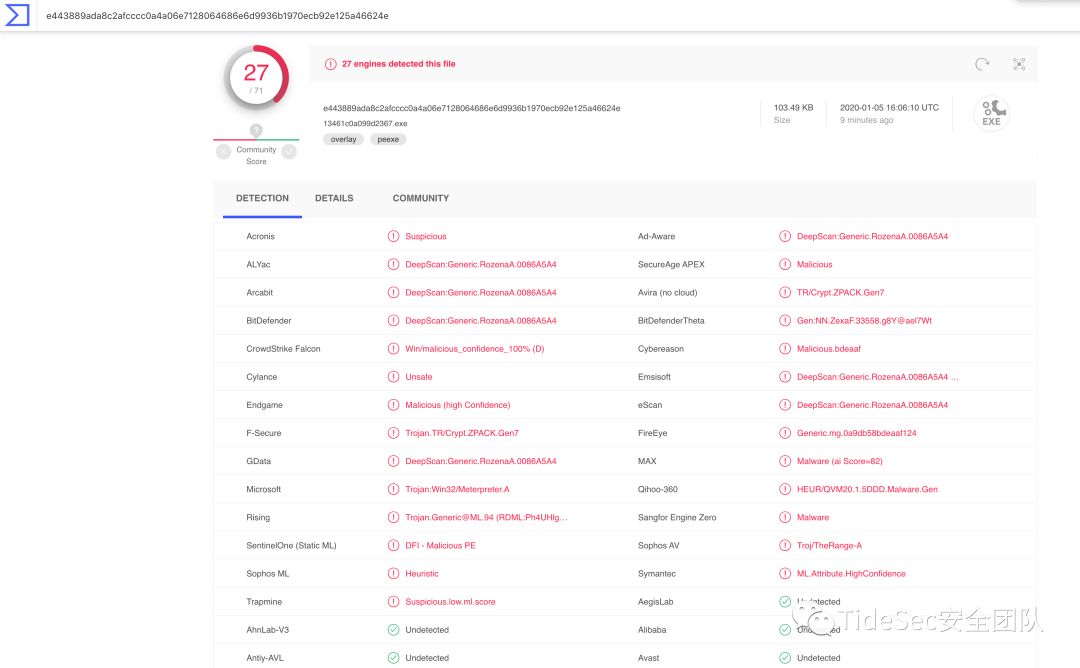 e443889ada8c2afcccc0a4a06e7128064686e6d9936b1970ecb92e125a46624e
27
/ 71
27 engines detected this file
e443889ada8c2afcccc0a4a06e7128064686e6d9936b1970ecb92e125a46624e
13461c0a099d2367.exe
overlay peexe
103.49 KB
Size
2020-01-05 16:06:10 UTC
9 minutes ago
EXE
?
Community
Score
DETECTION DETAILS COMMUNITY
Acronis Suspicious Ad-Aware DeepScan:Generic.RozenaA.0086A5A4
ALYac DeepScan:Generic.RozenaA.0086A5A4 SecureAge APEX Malicious
Arcabit DeepScan:Generic.RozenaA.0086A5A4 Avira (no cloud) TR/Crypt.ZPACK.Gen7
BitDefender DeepScan:Generic.RozenaA.0086A5A4 BitDefenderTheta Gen:NN.ZexaF.33558.g8Y@aeI7Wt
CrowdStrike Falcon Win/malicious_confidence_100% (D) Cybereason Malicious.bdeaaf
Cylance Unsafe Emsisoft DeepScan:Generic.RozenaA.0086A5A4 ...
Endgame Malicious (high Confidence) eScan DeepScan:Generic.RozenaA.0086A5A4
F-Secure Trojan.TR/Crypt.ZPACK.Gen7 FireEye Generic.mg.0a9db58bdeaaf124
GData DeepScan:Generic.RozenaA.0086A5A4 MAX Malware (ai Score=82)
Microsoft Trojan:Win32/Meterpreter.A Qihoo-360 HEUR/QVM20.1.5DDD.Malware.Gen
Rising Trojan.Generic@ML.94 (RDML:Ph4UHIg... Sangfor Engine Zero Malware
SentinelOne (Static ML) DFI - Malicious PE Sophos AV Troj/TheRange-A
Sophos ML Heuristic Symantec ML.Attribute.HighConfidence
Trapmine Suspicious.low.ml.score AegisLab Undetected
AhnLab-V3 Undetected Alibaba Undetected
Antiy-AVL Undetected Avast Undetected
TideSec安全团队